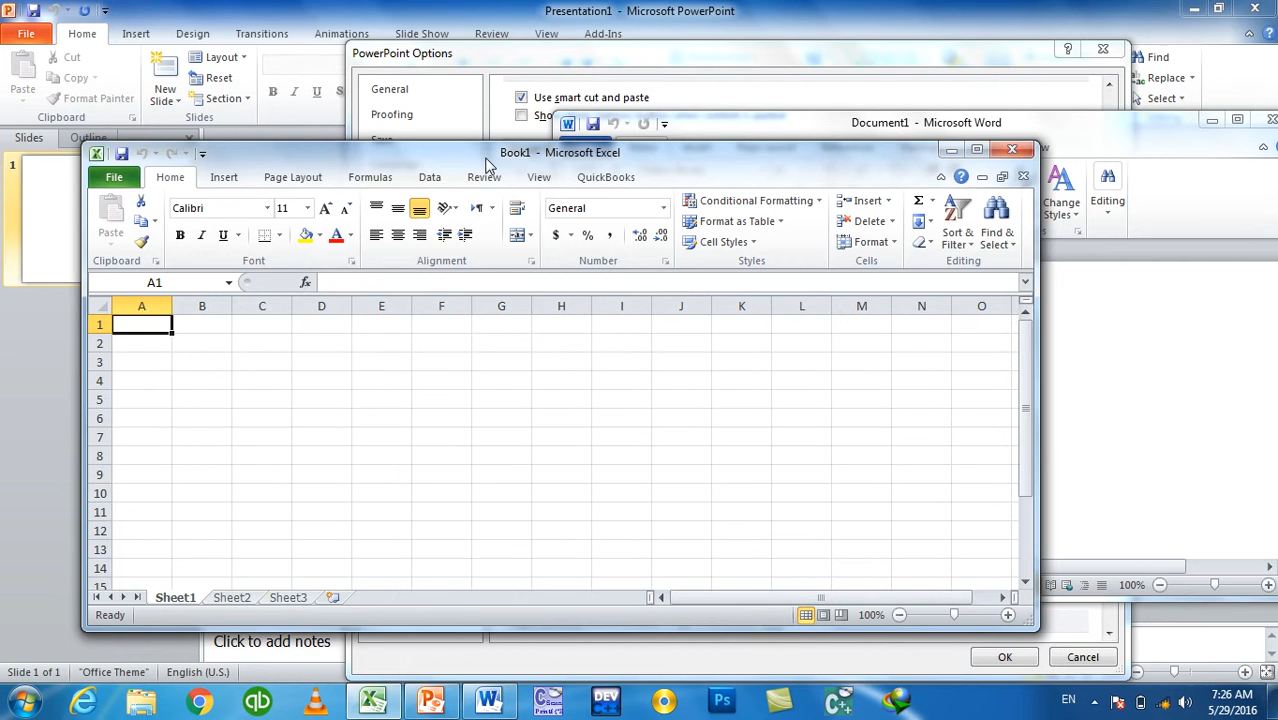 Presentation1 - Microsoft PowerPoint
File Home Insert Design Transitions Animations Slide Show Review View Add-Ins
Paste
Cut
Copy
Format Painter
Clipboard
New
Slide
Layout
Reset
Section
Slides
B I U S
Find
Replace
Select
Slides Outline
1
PowerPoint Options
General
Proofing
Use smart cut and paste
Document1 - Microsoft Word
Change
Styles
Editing
Book1 - Microsoft Excel
File Home Insert Page Layout Formulas Data Review View QuickBooks
Paste
Clipboard
Calibri 11
B I U A
Font
Alignment
General
$ % ,
Number
Conditional Formatting
Format as Table
Cell Styles
Styles
Insert
Delete
Format
Cells
Σ
Sort &
Filter
Find &
Select
Editing
A1 fx
A B C D E F G H I J K L M N O
1
2
3
4
5
6
7
8
9
10
11
12
13
14
15
Sheet1 Sheet2 Sheet3
Ready 100%
100%
Click to add notes
OK Cancel
Slide 1 of 1 "Office Theme" English (U.S.)
qb DEV Ps C
EN 7:26 AM
5/29/2016